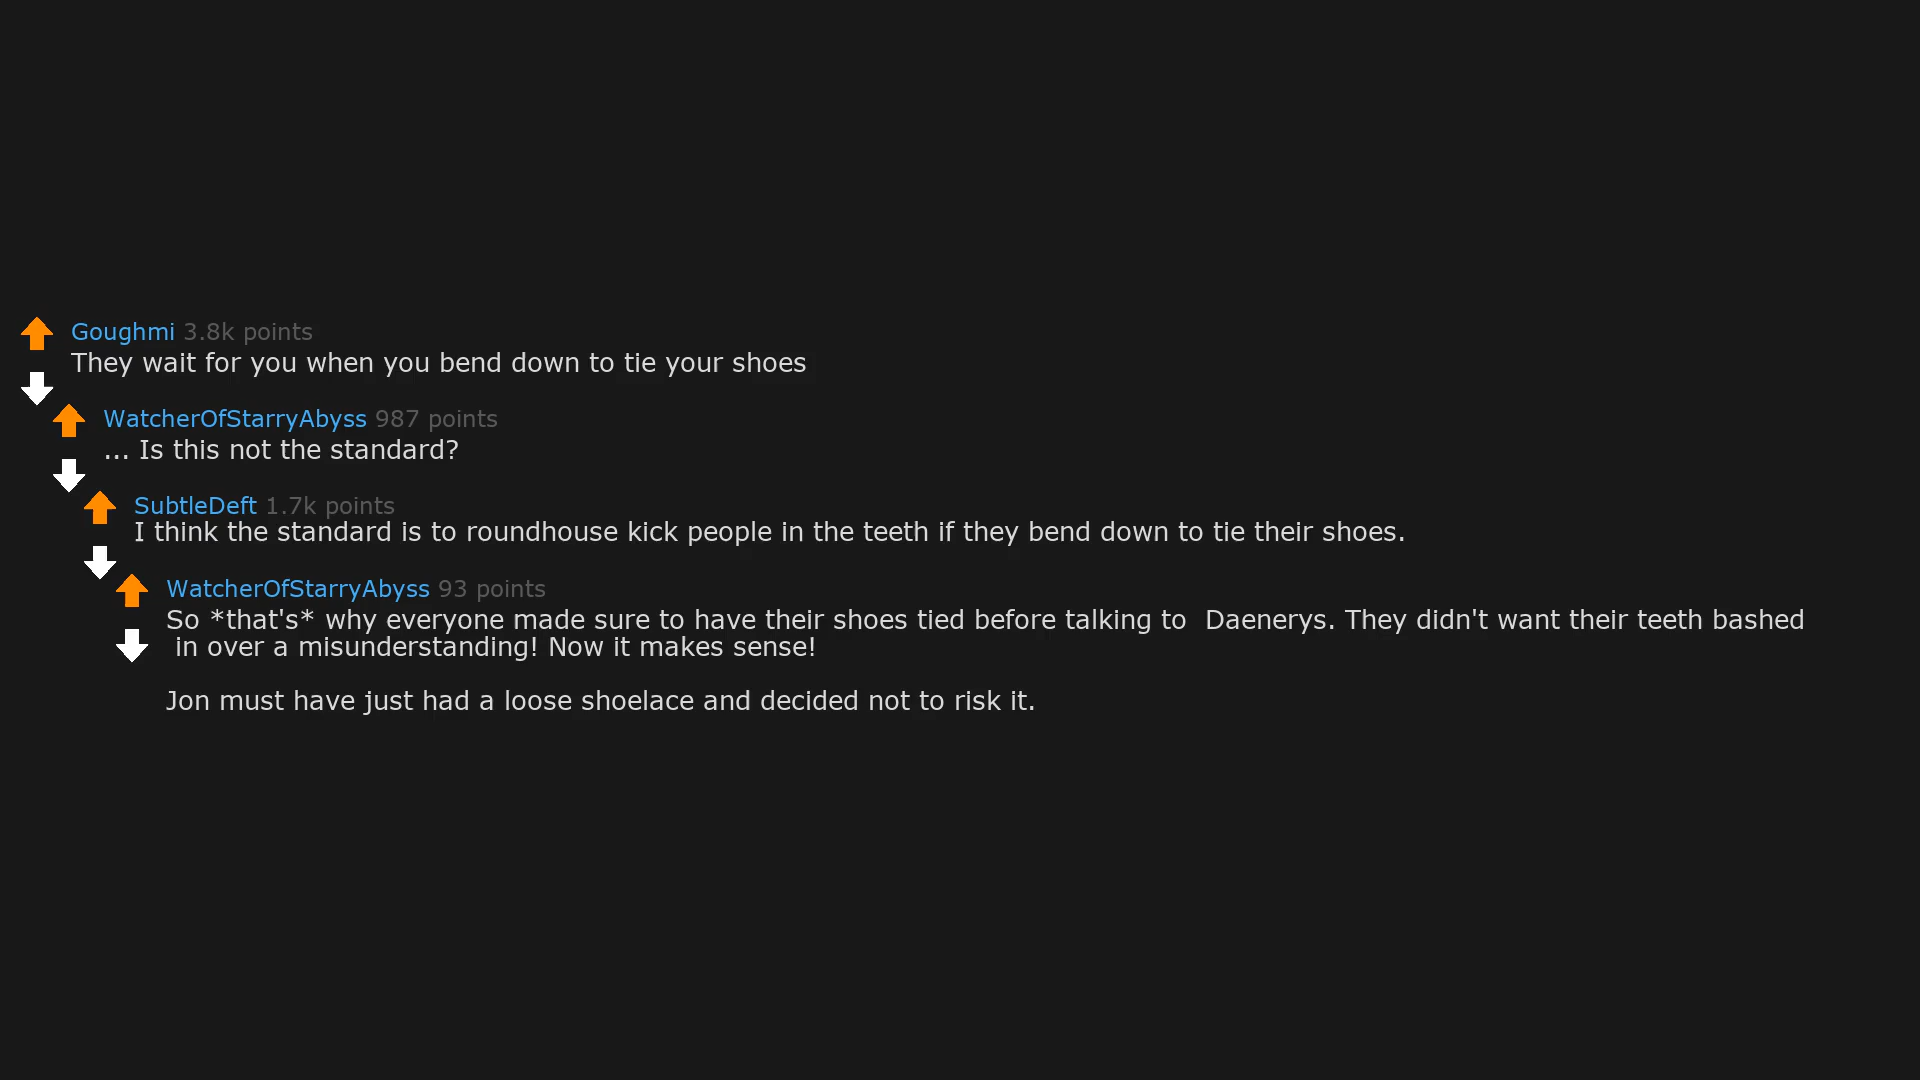 Goughmi 3.8k points
They wait for you when you bend down to tie your shoes
WatcherOfStarryAbyss 987 points
... Is this not the standard?
SubtleDeft 1.7k points
I think the standard is to roundhouse kick people in the teeth if they bend down to tie their shoes.
WatcherOfStarryAbyss 93 points
So *that's* why everyone made sure to have their shoes tied before talking to  Daenerys. They didn't want their teeth bashed
in over a misunderstanding! Now it makes sense!
Jon must have just had a loose shoelace and decided not to risk it.